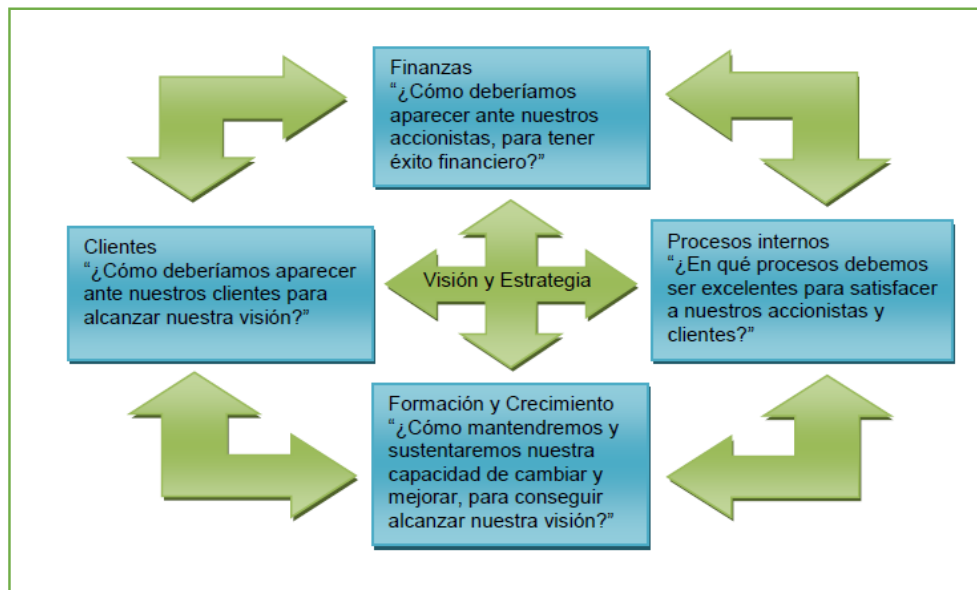 Finanzas
“¿Cómo deberíamos
aparecer ante nuestros
accionistas, para tener
éxito financiero?”
Clientes
“¿Cómo deberíamos aparecer
ante nuestros clientes para
alcanzar nuestra visión?”
Visión y Estrategia
Procesos internos
“¿En qué procesos debemos
ser excelentes para satisfacer
a nuestros accionistas y
clientes?”
Formación y Crecimiento
“¿Cómo mantendremos y
sustentaremos nuestra
capacidad de cambiar y
mejorar, para conseguir
alcanzar nuestra visión?”